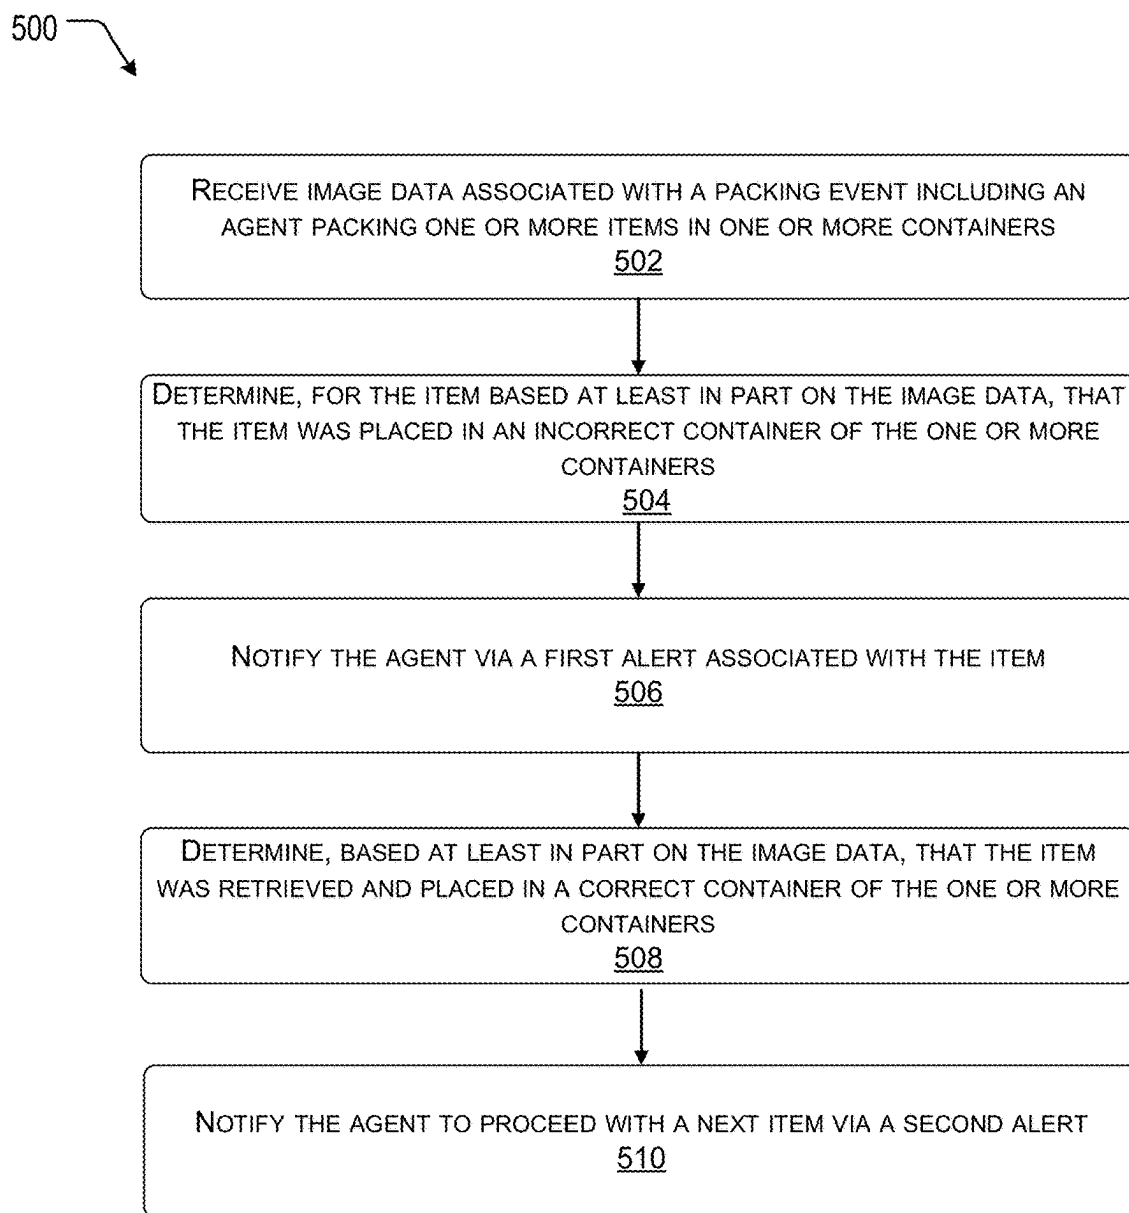 500
RECEIVE IMAGE DATA ASSOCIATED WITH A PACKING EVENT INCLUDING AN
AGENT PACKING ONE OR MORE ITEMS IN ONE OR MORE CONTAINERS
502
DETERMINE, FOR THE ITEM BASED AT LEAST IN PART ON THE IMAGE DATA, THAT
THE ITEM WAS PLACED IN AN INCORRECT CONTAINER OF THE ONE OR MORE
CONTAINERS
504
NOTIFY THE AGENT VIA A FIRST ALERT ASSOCIATED WITH THE ITEM
506
DETERMINE, BASED AT LEAST IN PART ON THE IMAGE DATA, THAT THE ITEM
WAS RETRIEVED AND PLACED IN A CORRECT CONTAINER OF THE ONE OR MORE
CONTAINERS
508
NOTIFY THE AGENT TO PROCEED WITH A NEXT ITEM VIA A SECOND ALERT
510